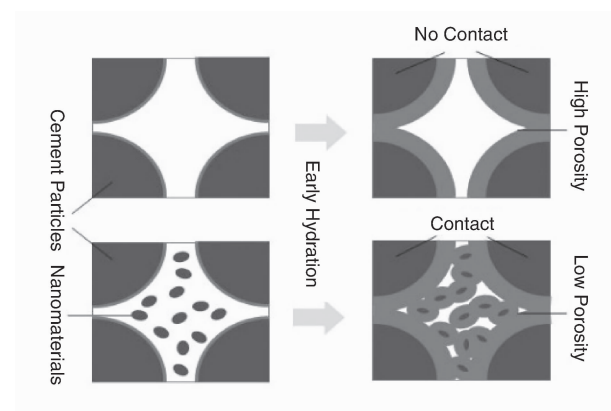 No Contact
High Porosity
Cement Particles
Early Hydration
Contact
Nanomaterials
Low Porosity